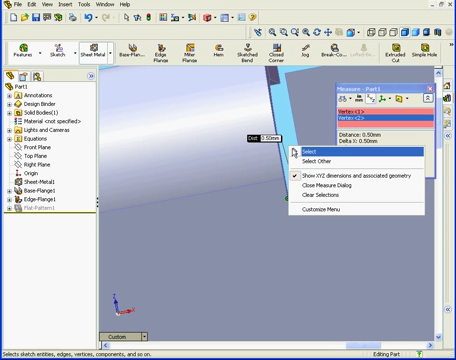 File Edit View Insert Tools Window Help
Features
Sketch
Sheet Metal
Base-Flan...
Edge Flange
Miter Flange
Hem
Sketched Bend
Closed Corner
Jog
Break-Co...
Extruded Cut
Simple Hole
Part1
Annotations
Design Binder
Solid Bodies(1)
Material <not specified>
Lights and Cameras
Equations
Front Plane
Top Plane
Right Plane
Origin
Sheet-Metal1
Base-Flange1
Edge-Flange1
Flat-Pattern1
Measure - Part1
Vertex<1>
Vertex<2>
Distance: 0.50mm
Delta X: 0.50mm
Dist: 0.50mm
Select
Select Other
Show XYZ dimensions and associated geometry
Close Measure Dialog
Clear Selections
Customize Menu
Custom
Selects sketch entities, edges, vertices, components, and so on.
Editing Part